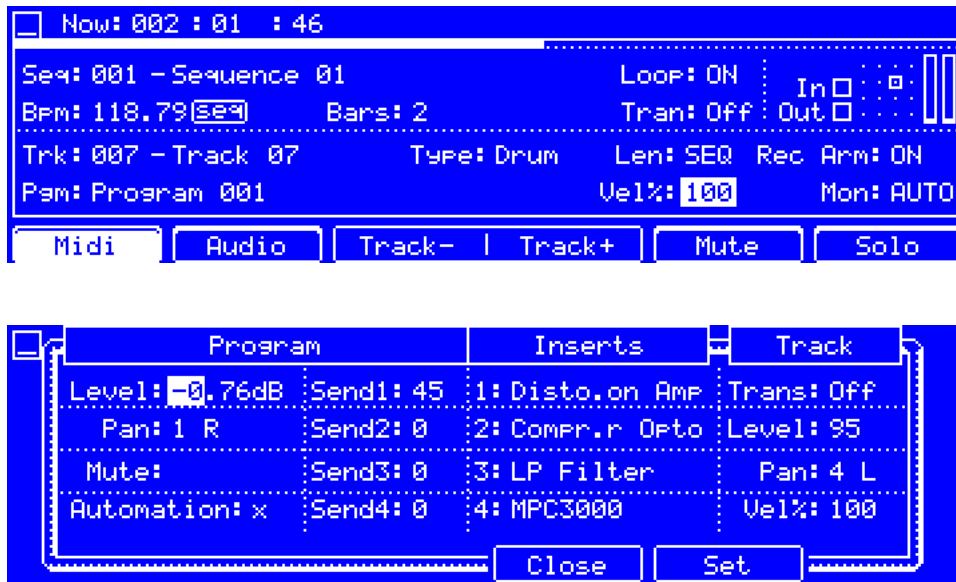 Now: 002 : 01 : 46
Seq: 001 - Sequence 01 Loop: ON In
Bpm: 118.79 seq Bars: 2 Tran: Off Out
Trk: 007 - Track 07 Type: Drum Len: SEQ Rec Arm: ON
Pgm: Program 001 Vel%: 100 Mon: AUTO
Midi Audio Track- | Track+ Mute Solo
Program Inserts Track
Level: -0.76dB Send1: 45 1: Disto.on Amp Trans: Off
Pan: 1 R Send2: 0 2: Compr.r Opto Level: 95
Mute: Send3: 0 3: LP Filter Pan: 4 L
Automation: x Send4: 0 4: MPC3000 Vel%: 100
Close Set